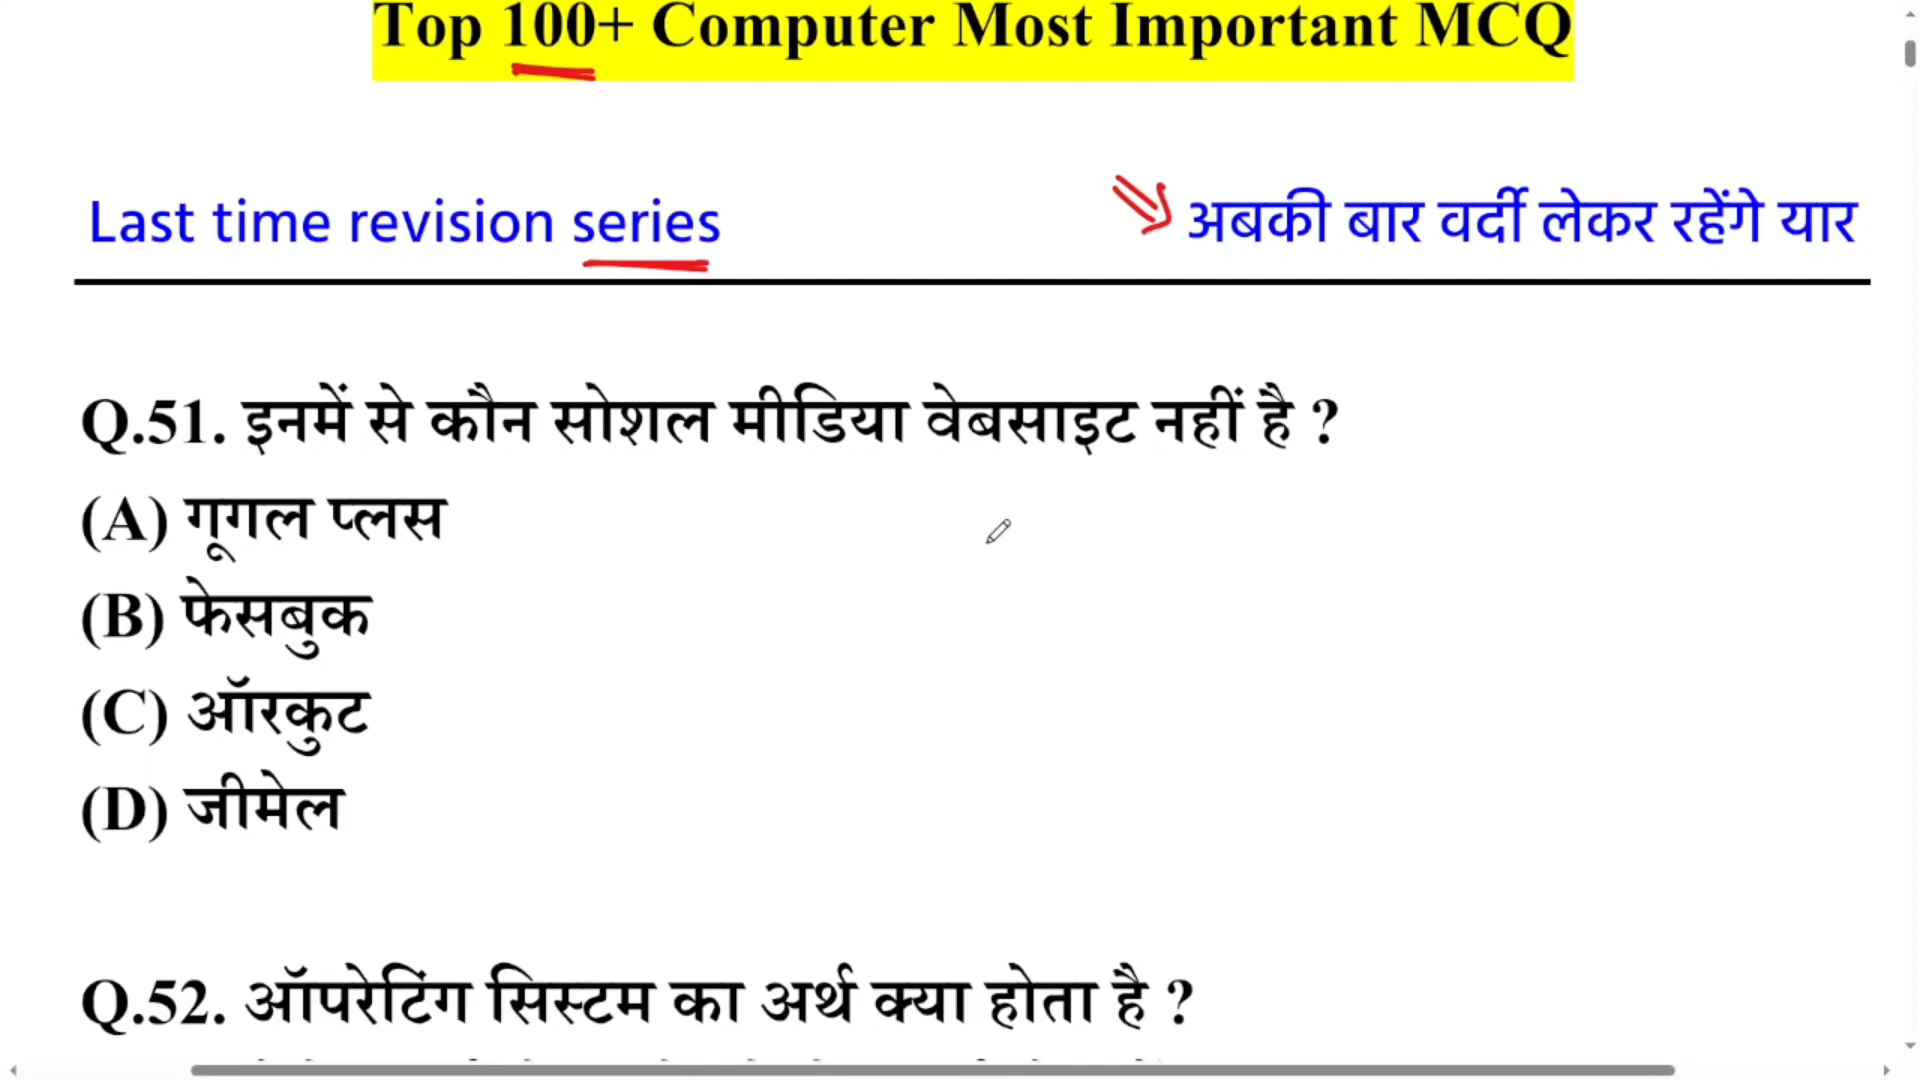 Top 100+ Computer Most Important MCQ
Last time revision series
अबकी बार वर्दी लेकर रहेंगे यार
Q.51. इनमें से कौन सोशल मीडिया वेबसाइट नहीं है ?
(A) गूगल प्लस
(B) फेसबुक
(C) ऑरकुट
(D) जीमेल
Q.52. ऑपरेटिंग सिस्टम का अर्थ क्या होता है ?